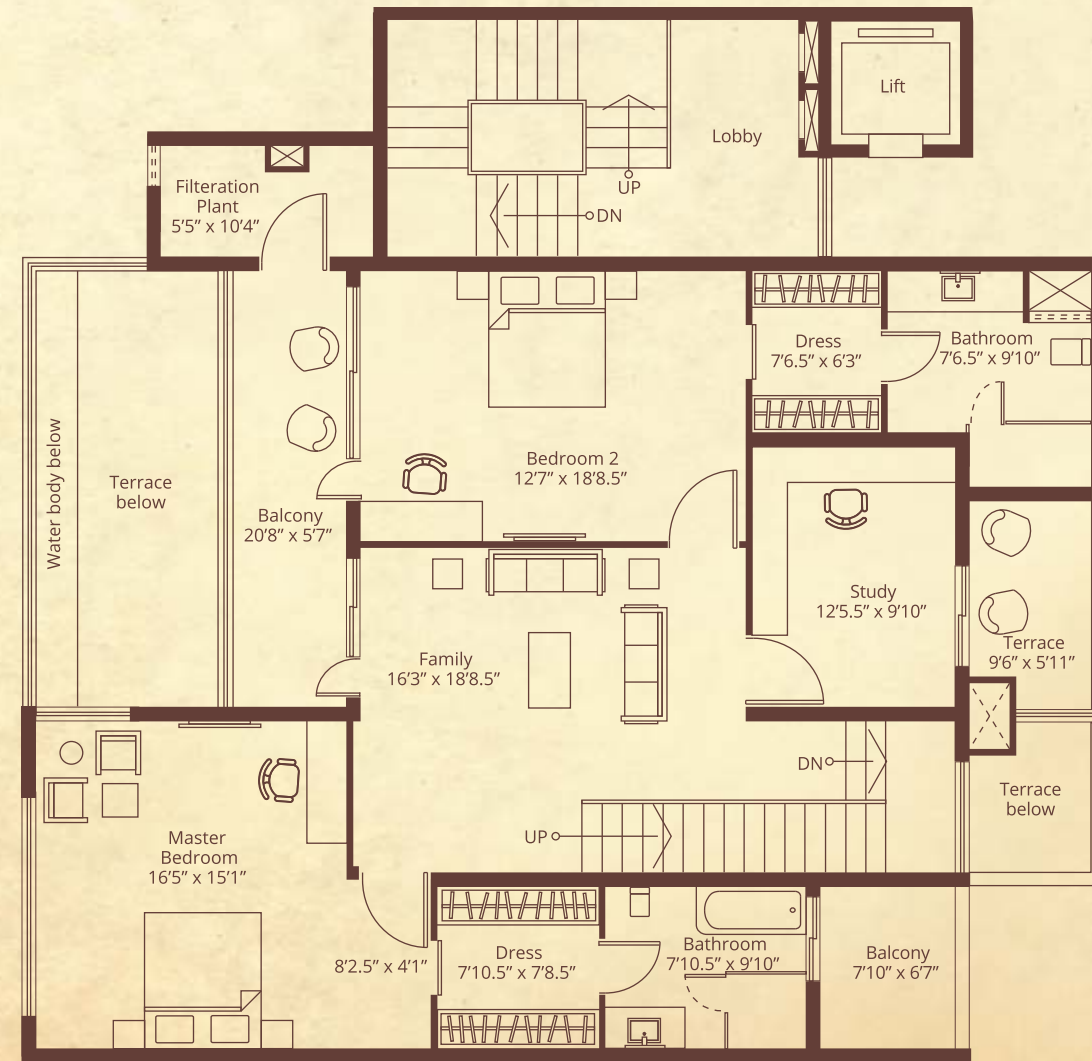 Lift
Lobby
UP
DN
Filteration
Plant
5’5” x 10’4”
Water body below
Terrace
below
Balcony
20’8” x 5’7”
Bedroom 2
12’7” x 18’8.5”
Dress
7’6.5” x 6’3”
Bathroom
7’6.5” x 9’10”
Study
12’5.5” x 9’10”
Terrace
9’6” x 5’11”
Family
16’3” x 18’8.5”
DN
UP
Terrace
below
Master
Bedroom
16’5” x 15’1”
8’2.5” x 4’1”
Dress
7’10.5” x 7’8.5”
Bathroom
7’10.5” x 9’10”
Balcony
7’10” x 6’7”